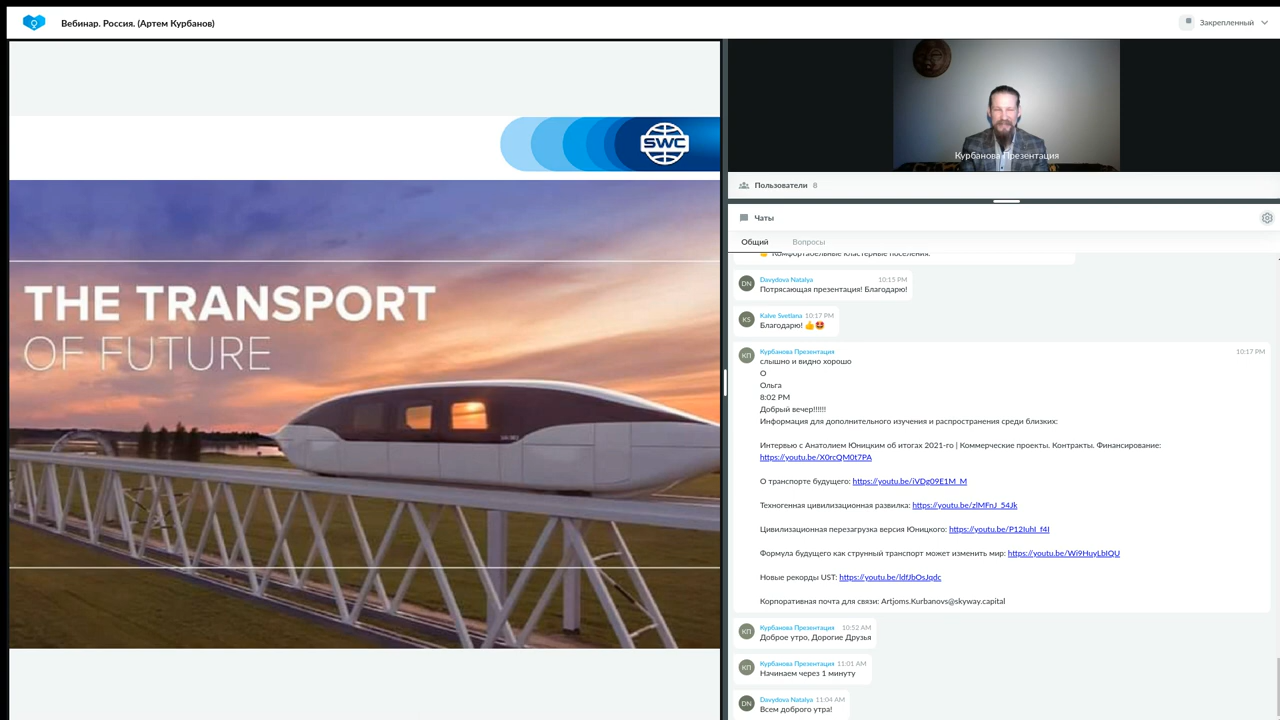 Вебинар. Россия. (Артем Курбанов)
Закрепленный
SWC
THE TRANSPORT
OF FUTURE
Курбанова Презентация
Пользователи 8
Чаты
Общий Вопросы
Комфортабельные кластерные поселения.
DN Davydova Natalya 10:15 PM
Потрясающая презентация! Благодарю!
KS Kalve Svetlana 10:17 PM
Благодарю! 👍🤩
КП Курбанова Презентация 10:17 PM
слышно и видно хорошо
О
Ольга
8:02 PM
Добрый вечер!!!!!!
Информация для дополнительного изучения и распространения среди близких:
Интервью с Анатолием Юницким об итогах 2021-го | Коммерческие проекты. Контракты. Финансирование:
https://youtu.be/X0rcQM0t7PA
О транспорте будущего: https://youtu.be/iVDg09E1M_M
Техногенная цивилизационная развилка: https://youtu.be/zlMFnJ_54Jk
Цивилизационная перезагрузка версия Юницкого: https://youtu.be/P12IuhI_f4I
Формула будущего как струнный транспорт может изменить мир: https://youtu.be/Wi9HuyLbIQU
Новые рекорды UST: https://youtu.be/ldfJbOsJqdc
Корпоративная почта для связи: Artjoms.Kurbanovs@skyway.capital
КП Курбанова Презентация 10:52 AM
Доброе утро, Дорогие Друзья
КП Курбанова Презентация 11:01 AM
Начинаем через 1 минуту
DN Davydova Natalya 11:04 AM
Всем доброго утра!